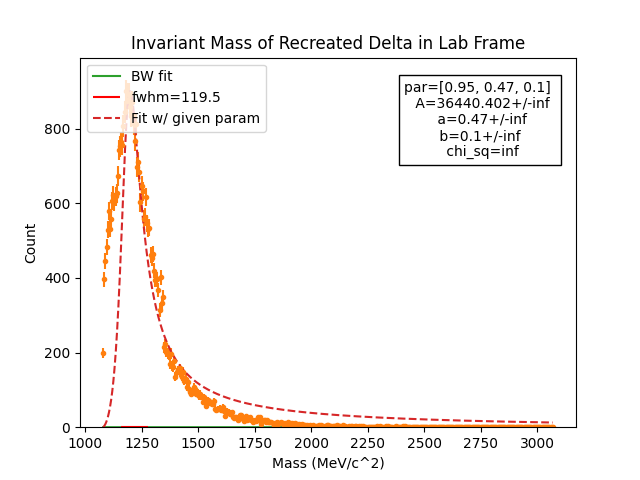 Invariant Mass of Recreated Delta in Lab Frame
BW fit
fwhm=119.5
Fit w/ given param
par=[0.95, 0.47, 0.1]
A=36440.402+/-inf
a=0.47+/-inf
b=0.1+/-inf
chi_sq=inf
Count
800
600
400
200
0
1000 1250 1500 1750 2000 2250 2500 2750 3000
Mass (MeV/c^2)